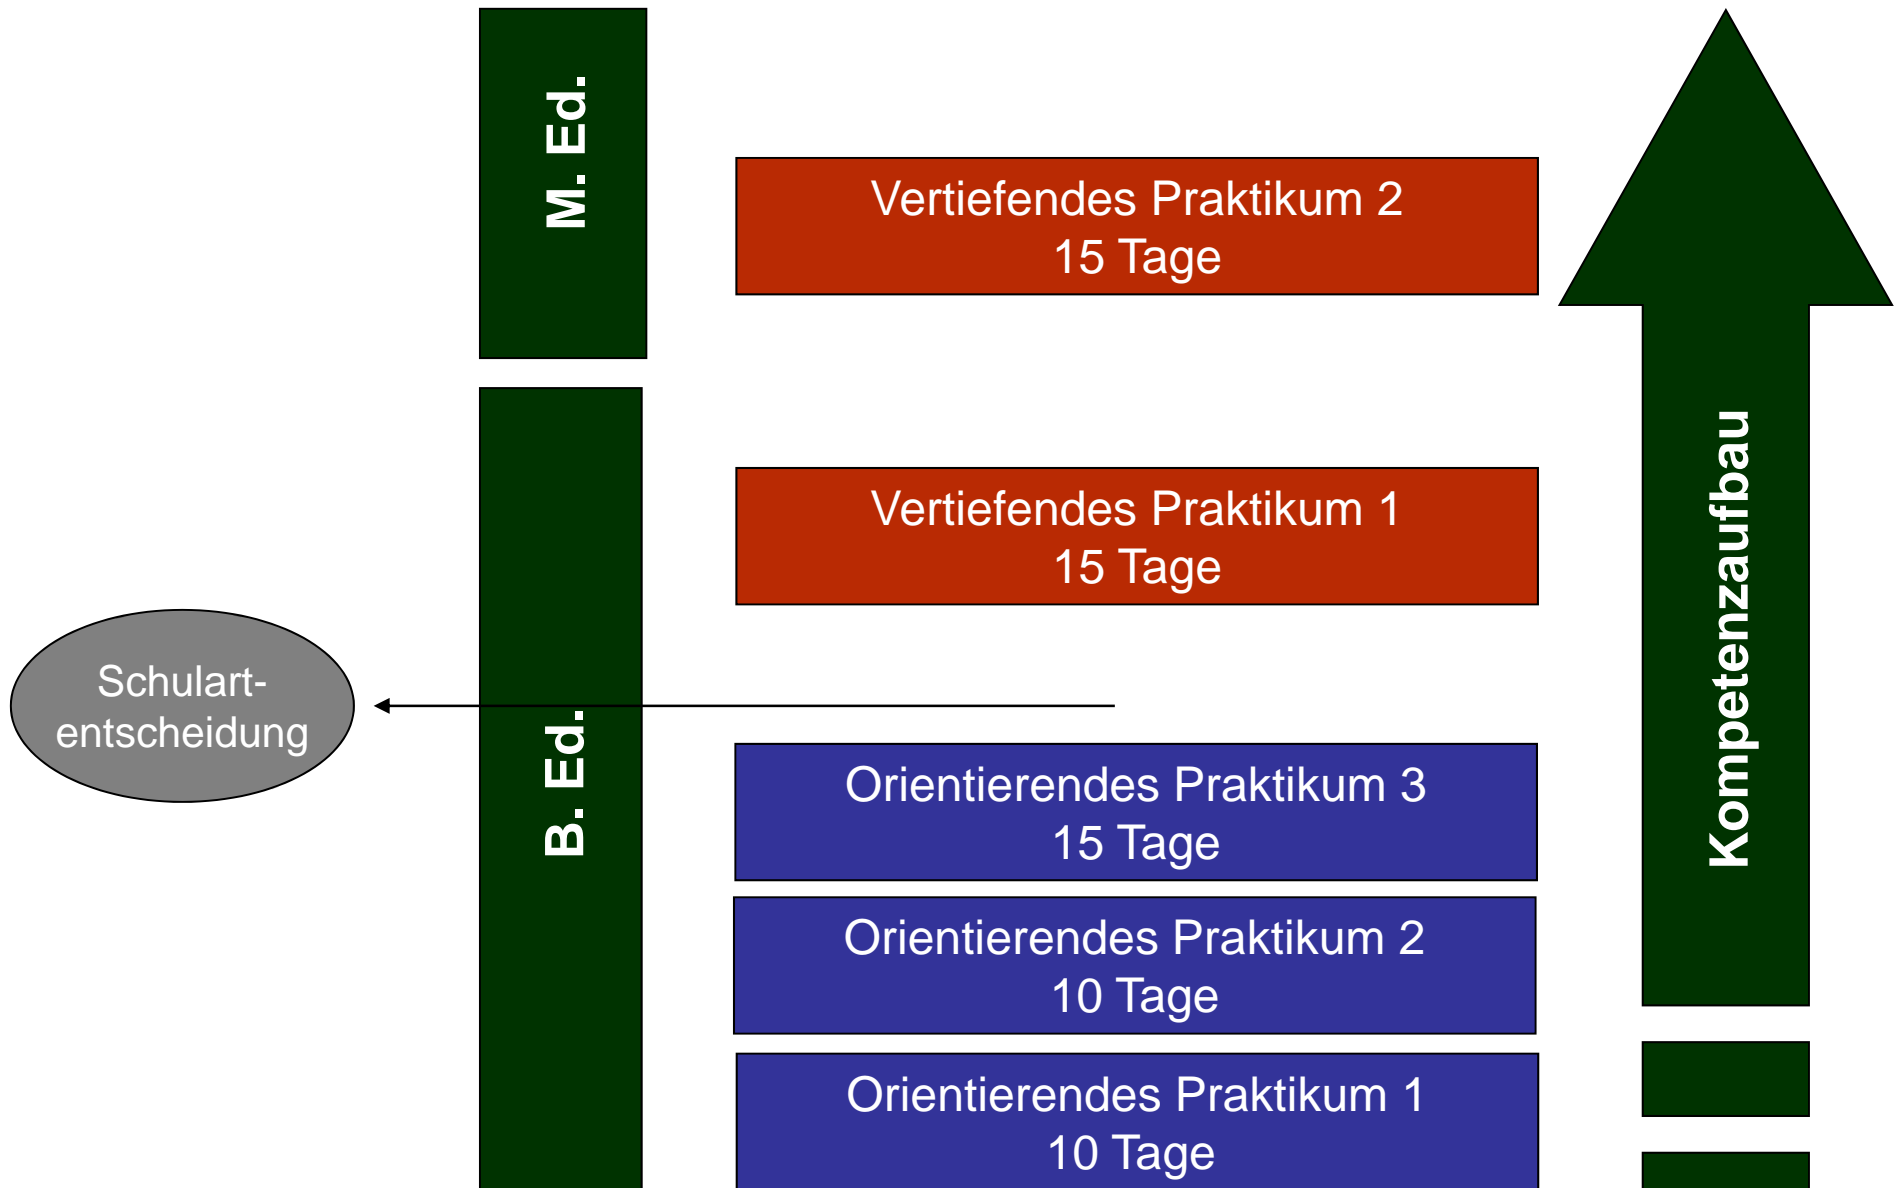 M. Ed.
Vertiefendes Praktikum 2
15 Tage
Vertiefendes Praktikum 1
15 Tage
Kompetenzaufbau
Schulart-
entscheidung
B. Ed.
Orientierendes Praktikum 3
15 Tage
Orientierendes Praktikum 2
10 Tage
Orientierendes Praktikum 1
10 Tage